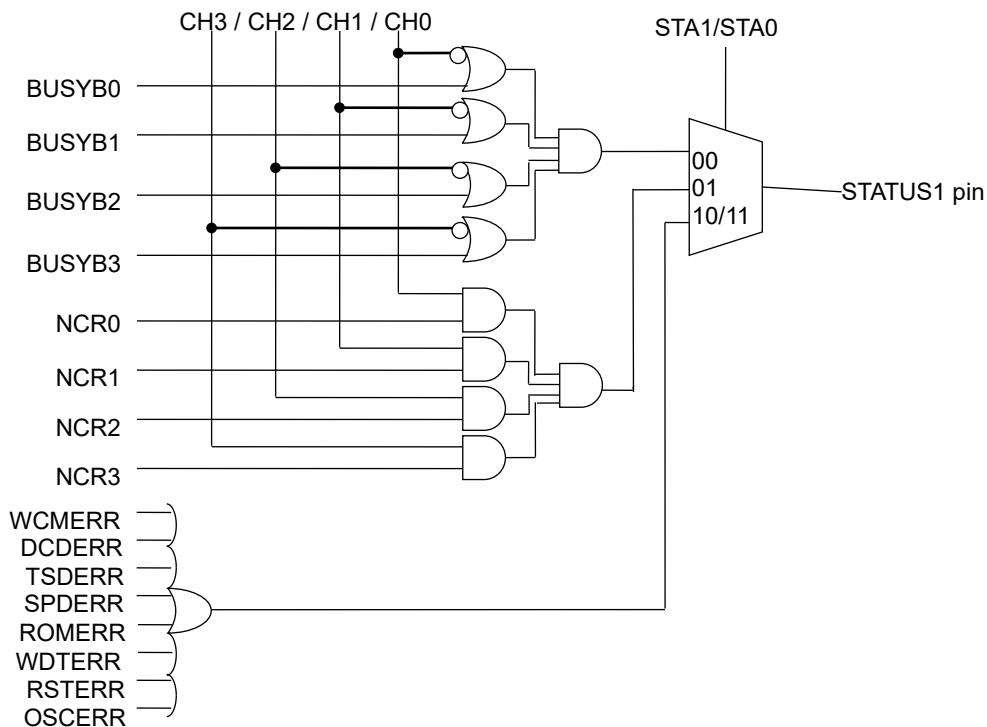 CH3 / CH2 / CH1 / CH0
STA1/STA0
BUSYB0
BUSYB1
BUSYB2
BUSYB3
00
01
10/11
STATUS1 pin
NCR0
NCR1
NCR2
NCR3
WCMERR
DCDERR
TSDERR
SPDERR
ROMERR
WDTERR
RSTERR
OSCERR